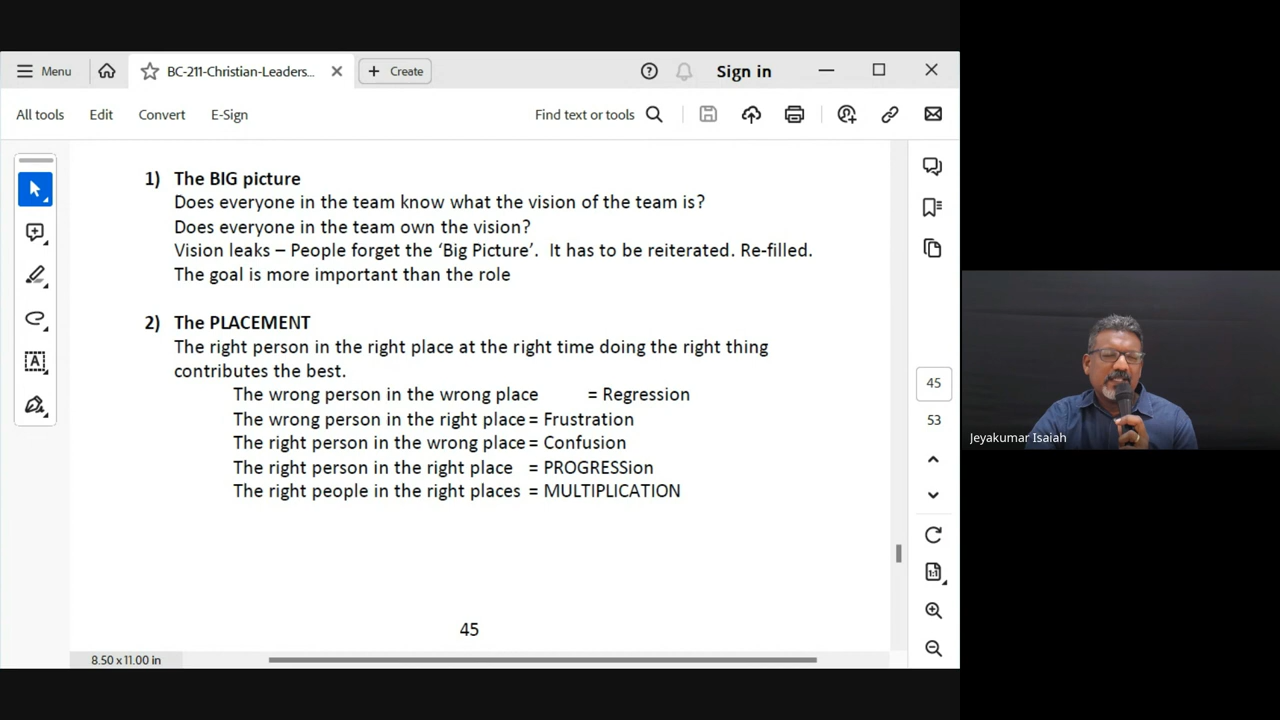 Menu
BC-211-Christian-Leaders...
Create
Sign in
All tools
Edit
Convert
E-Sign
Find text or tools
1) The BIG picture
Does everyone in the team know what the vision of the team is?
Does everyone in the team own the vision?
Vision leaks – People forget the ‘Big Picture’.  It has to be reiterated. Re-filled.
The goal is more important than the role
2) The PLACEMENT
The right person in the right place at the right time doing the right thing
contributes the best.
The wrong person in the wrong place = Regression
The wrong person in the right place = Frustration
The right person in the wrong place = Confusion
The right person in the right place = PROGRESSion
The right people in the right places = MULTIPLICATION
45
8.50 x 11.00 in
45
53
1:1
Jeyakumar Isaiah